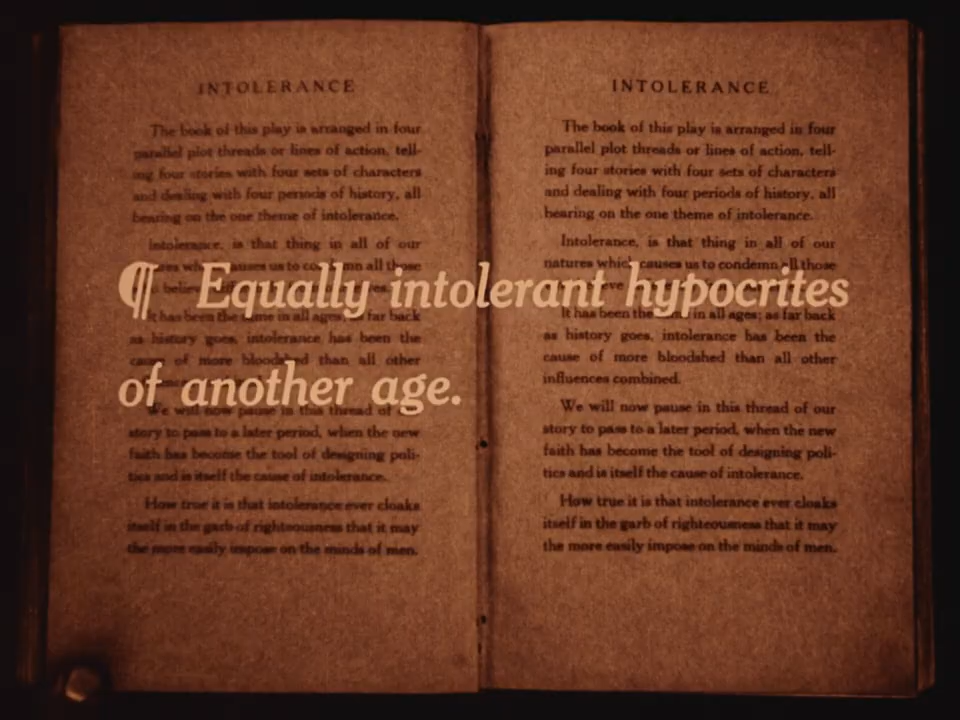 INTOLERANCE
The book of this play is arranged in four
parallel plot threads or lines of action, tell-
ing four stories with four sets of characters
and dealing with four periods of history, all
bearing on the one theme of intolerance.
Intolerance, is that thing in all of our
causes us to condemn all those
believe
It has been the same in all ages; as far back
as history goes, intolerance has been the
cause of more bloodshed than all other
We will now pause in this thread of
story to pass to a later period, when the new
faith has become the tool of designing poli-
tics and is itself the cause of intolerance.
How true it is that intolerance ever cloaks
itself in the garb of righteousness that it may
the more easily impose on the minds of men.
INTOLERANCE
The book of this play is arranged in four
parallel plot threads or lines of action, tell-
ing four stories with four sets of characters
and dealing with four periods of history, all
bearing on the one theme of intolerance.
Intolerance, is that thing in all of our
natures which causes us to condemn all those
It has been the in all ages; as far back
as history goes, intolerance has been the
cause of more bloodshed than all other
influences combined.
We will now pause in this thread of our
story to pass to a later period, when the new
faith has become the tool of designing poli-
tics and is itself the cause of intolerance.
How true it is that intolerance ever cloaks
itself in the garb of righteousness that it may
the more easily impose on the minds of men.
¶ Equally intolerant hypocrites
of another age.